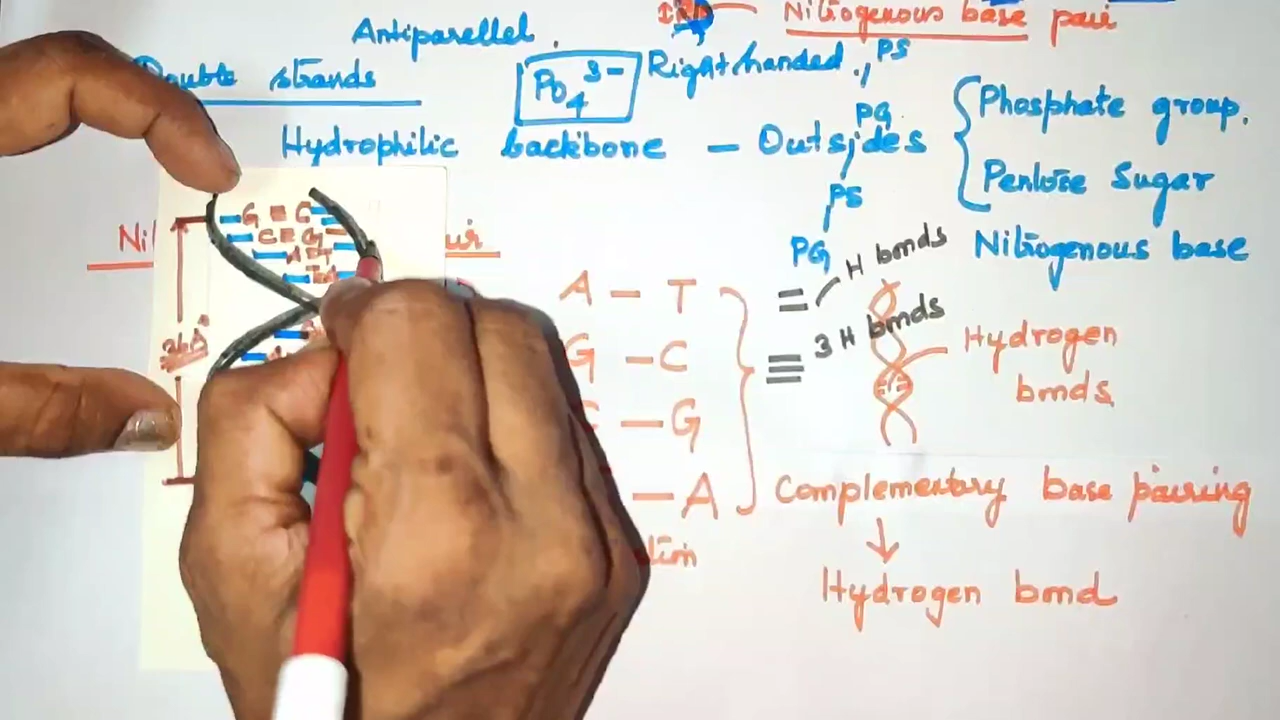 Nitrogenous base pair
Antiparellel.
Double strands
PO₄ 3−
Right handed.
PS
PG
Hydrophilic backbone – Outsides
PS
PG
Phosphate group.
Pentose Sugar
Nitrogenous base
G ≡ C
C ≡ G
A – T
G – C
– G
– A
= H bonds
≡ 3 H bonds
Hydrogen
bonds
Complementary base pairing
↓
Hydrogen bond